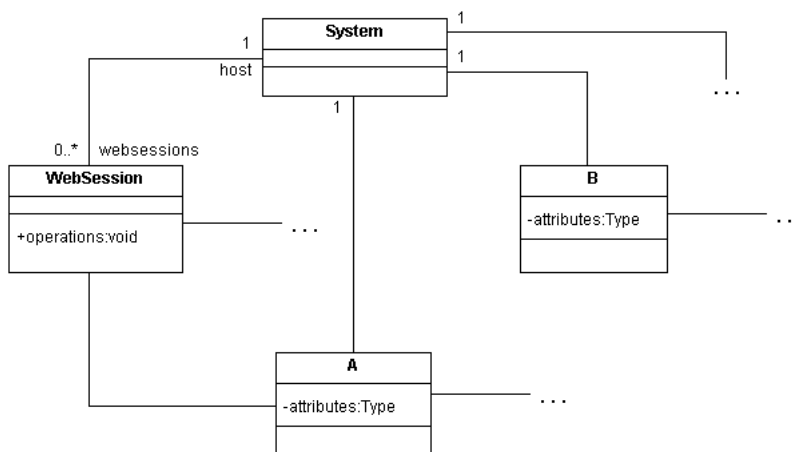 System
1
1
1
host
1
...
0..* websessions
WebSession
+operations:void
...
B
-attributes:Type
..
A
-attributes:Type
...